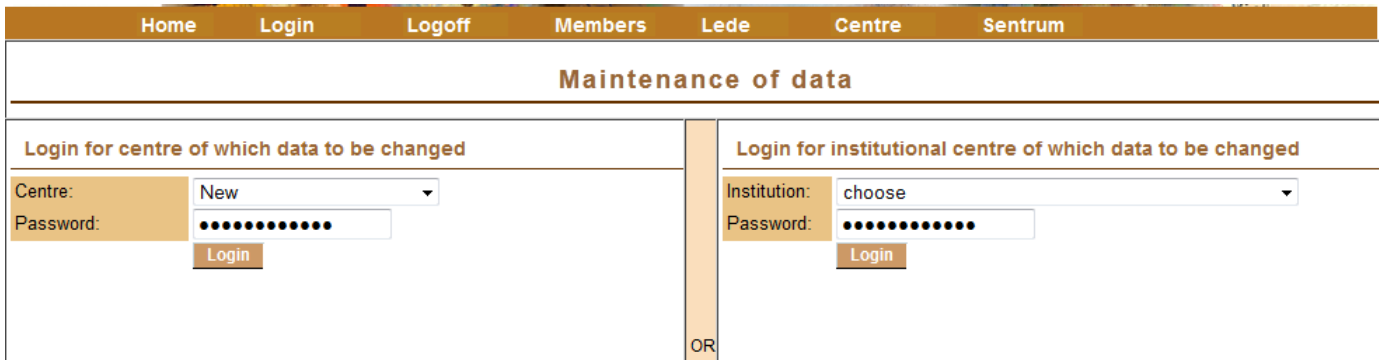 Home Login Logoff Members Lede Centre Sentrum
Maintenance of data
Login for centre of which data to be changed
Centre: New
Password: ●●●●●●●●●●●●
Login
OR
Login for institutional centre of which data to be changed
Institution: choose
Password: ●●●●●●●●●●●●
Login